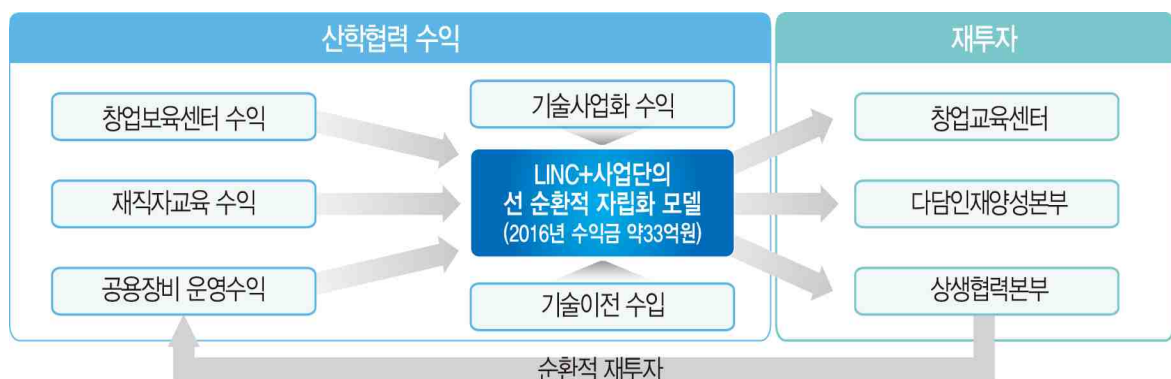 산학협력 수익
재투자
창업보육센터 수익
재직자교육 수익
공용장비 운영수익
기술사업화 수익
LINC+사업단의
선 순환적 자립화 모델
(2016년 수익금 약33억원)
기술이전 수입
창업교육센터
다담인재양성본부
상생협력본부
순환적 재투자